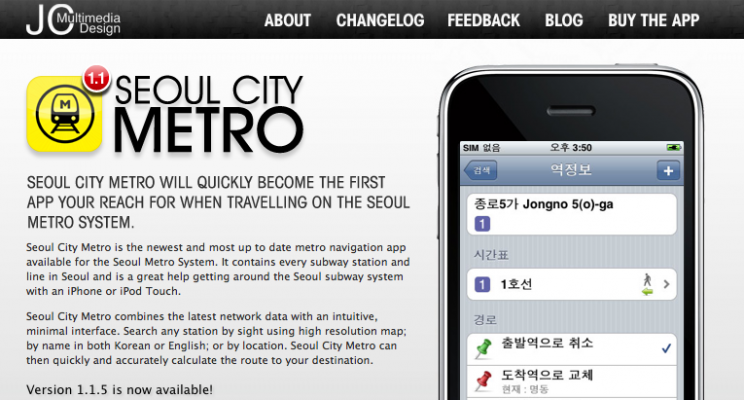 JC Multimedia
Design
ABOUT CHANGELOG FEEDBACK BLOG BUY THE APP
1.1
M
SEOUL CITY
METRO
SEOUL CITY METRO WILL QUICKLY BECOME THE FIRST
APP YOUR REACH FOR WHEN TRAVELLING ON THE SEOUL
METRO SYSTEM.
Seoul City Metro is the newest and most up to date metro navigation app
available for the Seoul Metro System. It contains every subway station and
line in Seoul and is a great help getting around the Seoul subway system
with an iPhone or iPod Touch.
Seoul City Metro combines the latest network data with an intuitive,
minimal interface. Search any station by sight using high resolution map;
by name in both Korean or English; or by location. Seoul City Metro can
then quickly and accurately calculate the route to your destination.
Version 1.1.5 is now available!
SIM 없음 오후 3:50
검색 역정보 +
종로5가 Jongno 5(o)-ga
1
시간표
1 1호선
경로
출발역으로 취소
도착역으로 교체
현재 : 명동